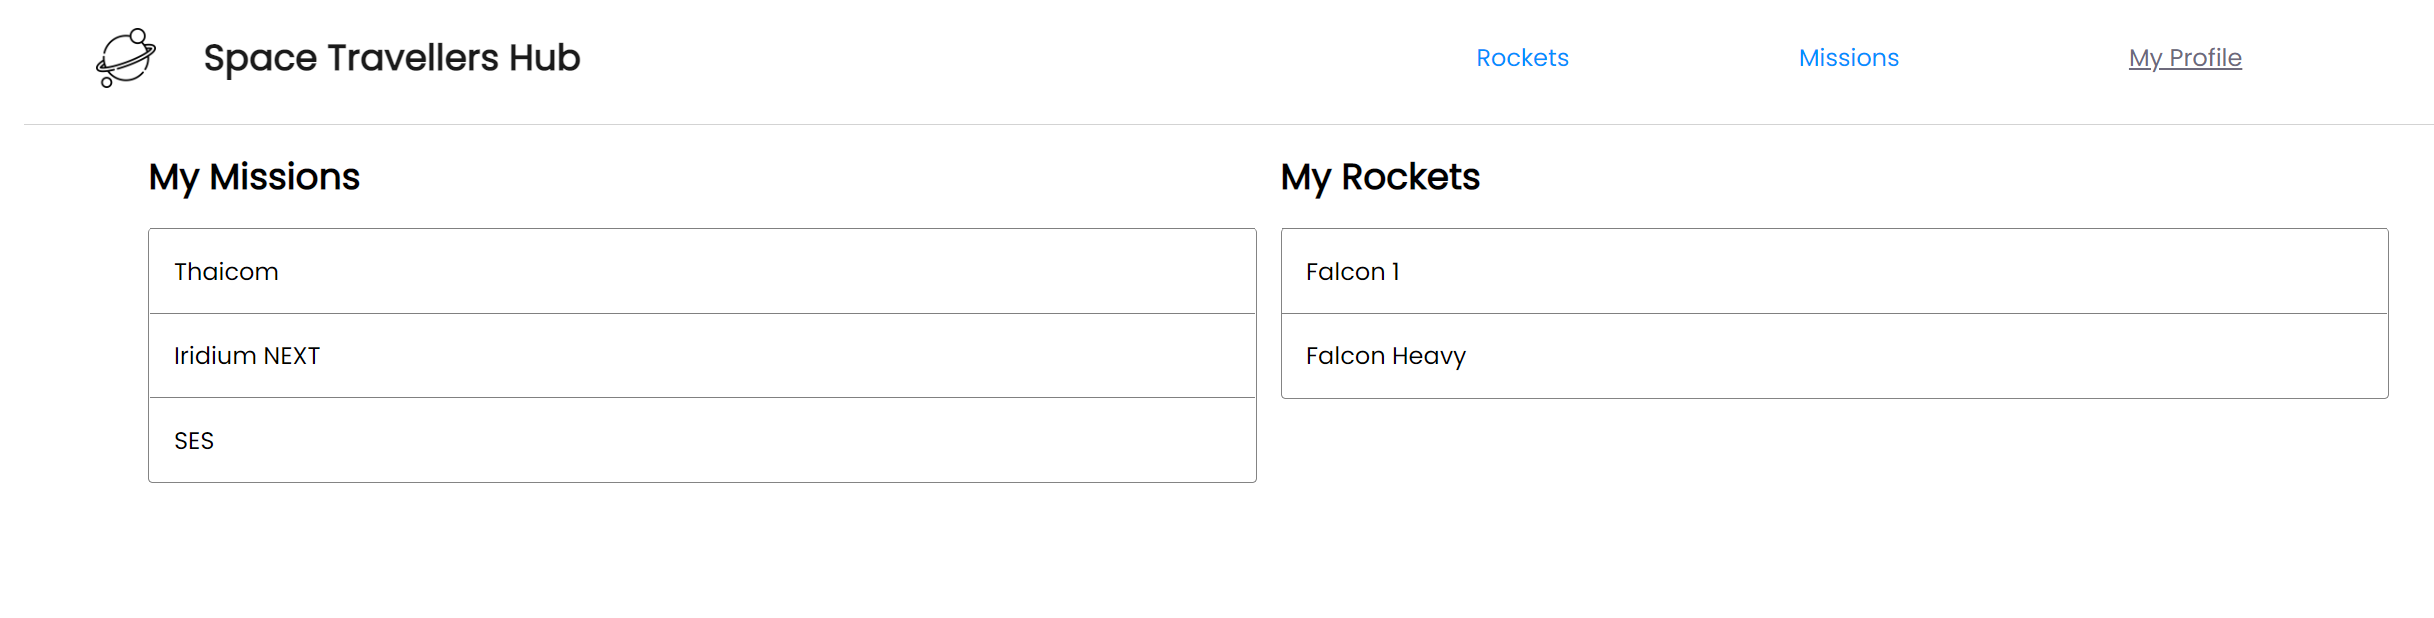 Space Travellers Hub
Rockets
Missions
My Profile
My Missions
Thaicom
Iridium NEXT
SES
My Rockets
Falcon 1
Falcon Heavy